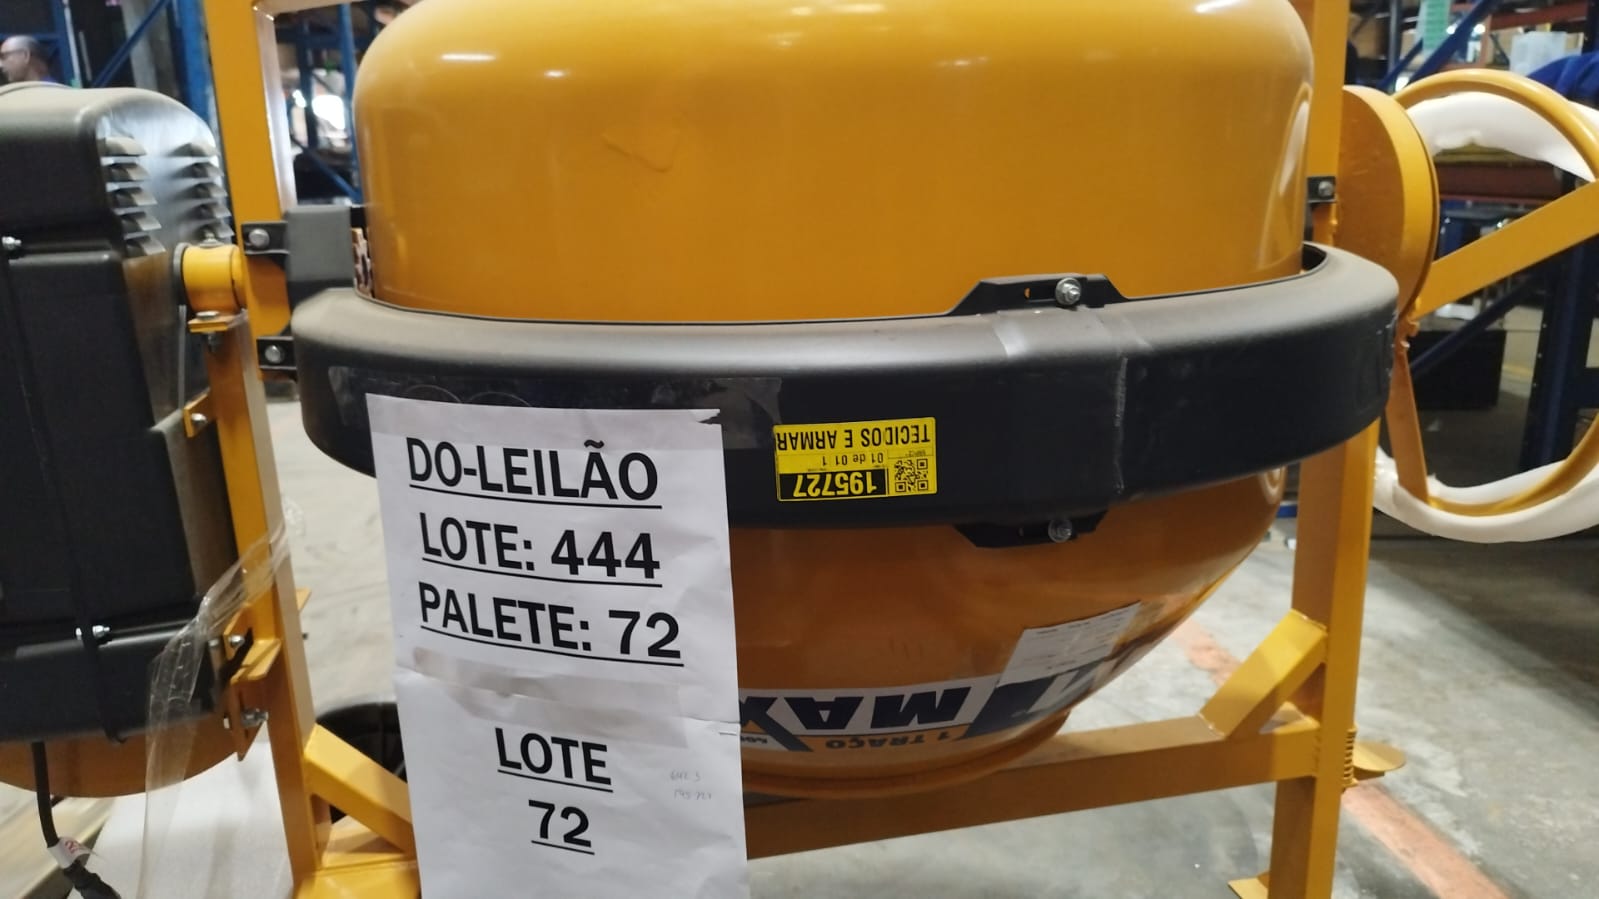 DO-LEILÃO
LOTE: 444
PALETE: 72
LOTE
72
TECIDOS E ARMAR
01 de 01 1
195727
MAX
1 TRAÇO